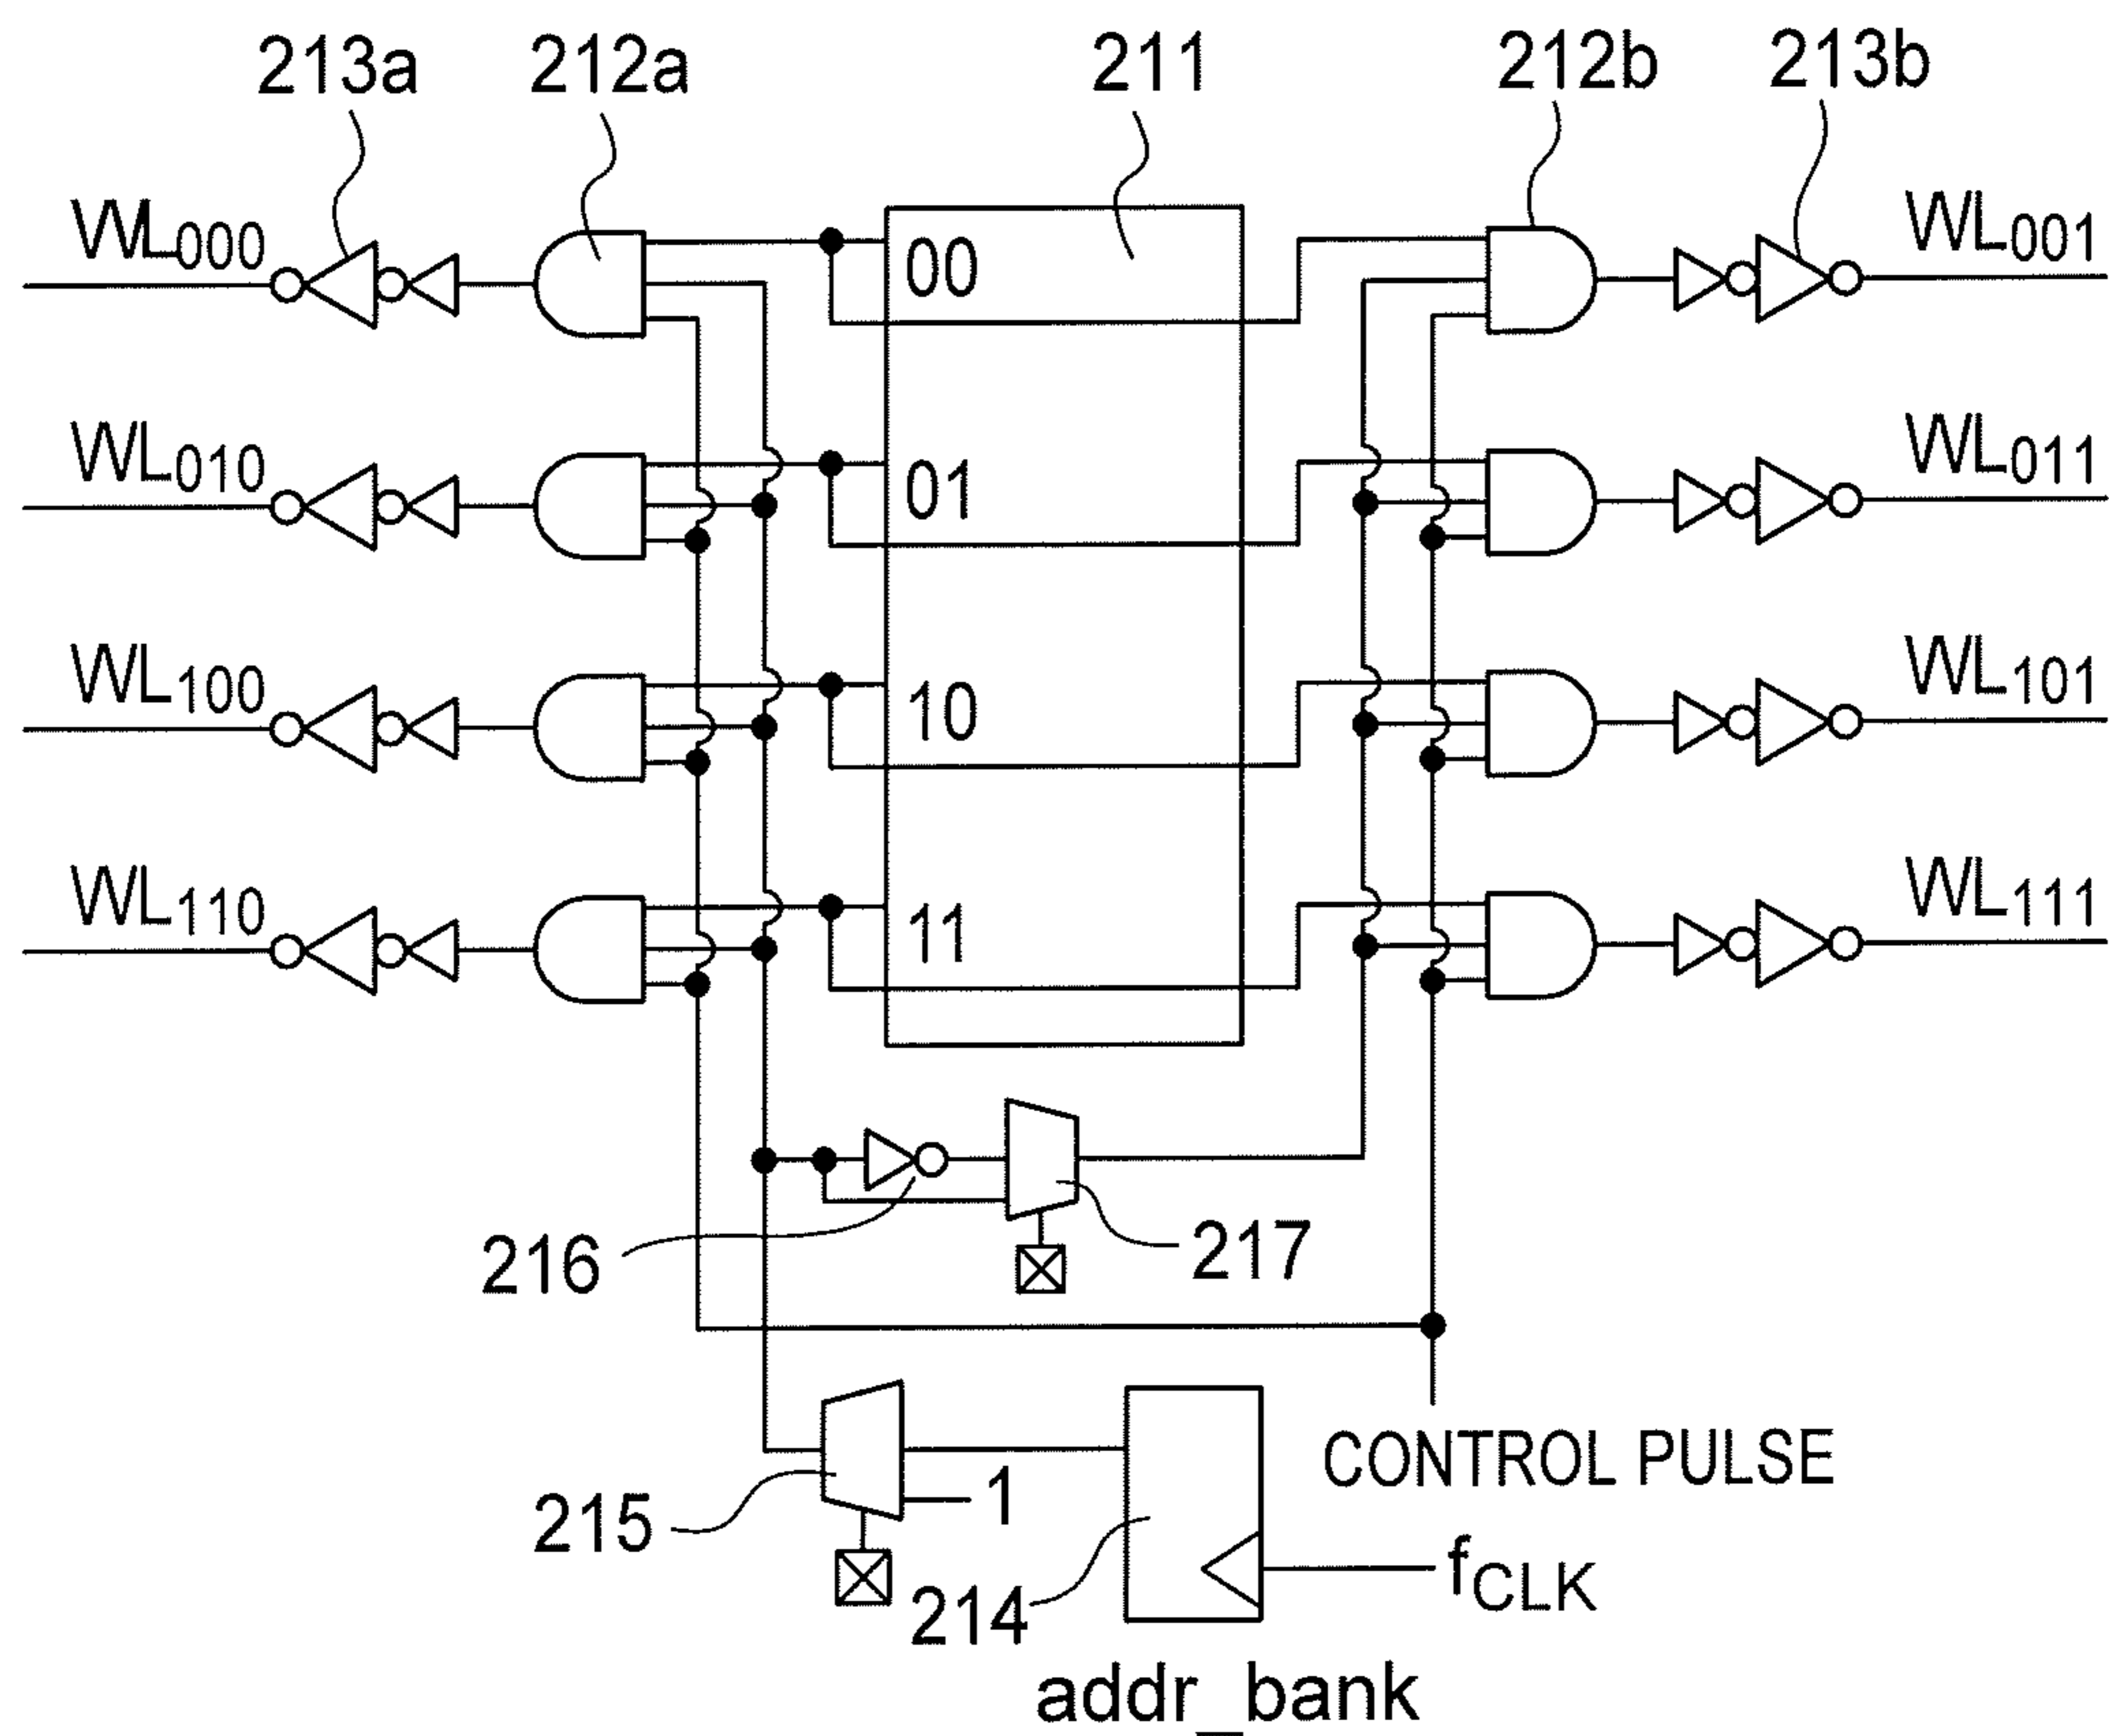 213a 212a 211 212b 213b
WL000 00 WL001
WL010 01 WL011
WL100 10 WL101
WL110 11 WL111
216 217
1 CONTROL PULSE
215 214 fCLK
addr_bank